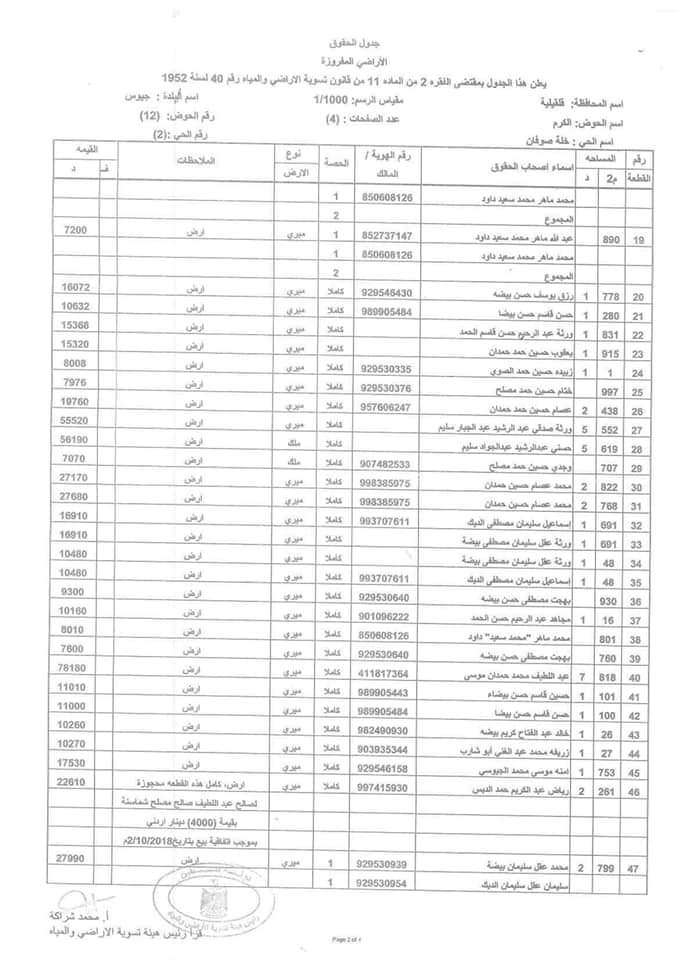 جدول الحقوق
الأراضي المفروزة
يعلن هذا الجدول بمقتضى الفقره 2 من الماده 11 من قانون تسوية الاراضي والمياه رقم 40 لسنة 1952
اسم المحافظة: قلقيلية مقياس الرسم: 1/1000 اسم البلدة : جيوس
اسم الحوض: الكرم عدد الصفحات : (4) رقم الحوض: (12)
اسم الحي : خلة صوفان رقم الحي :(2)
رقم القطعة المساحه م2 د اسماء اصحاب الحقوق رقم الهوية / المالك الحصة نوع الارض الملاحظات القيمه ف د
محمد ماهر محمد سعيد داود 850608126 1
المجموع 2
19 890 عبد الله ماهر محمد سعيد داود 852737147 1 ميري ارض 7200
محمد ماهر محمد سعيد داود 850608126 1
المجموع 2
20 778 1 رزق يوسف حسن بيضه 929546430 كاملا ميري ارض 16072
21 280 1 حسن قاسم حسن بيضا 989905484 كاملا ميري ارض 10632
22 831 1 ورثة عبد الرحيم حسن قاسم الحمد كاملا ميري ارض 15368
23 915 1 يعقوب حسين حمد حمدان كاملا ميري ارض 15320
24 1 1 زبيده حسين حمد الصوي 929530335 كاملا ميري ارض 8008
25 997 ختام حسين حمد مصلح 929530376 كاملا ميري ارض 7976
26 438 2 عصام حسين حمد حمدان 957606247 كاملا ميري ارض 19760
27 552 5 ورثة صدقي عبد الرشيد عبد الجبار سليم كاملا ميري ارض 55520
28 619 5 حسني عبدالرشيد عبدالجواد سليم كاملا ملك ارض 56190
29 707 وجدي حسين حمد مصلح 907482533 كاملا ملك ارض 7070
30 822 2 محمد عصام حسين حمدان 998385975 كاملا ميري ارض 27170
31 768 2 محمد عصام حسين حمدان 998385975 كاملا ميري ارض 27680
32 691 1 إسماعيل سليمان مصطفى الديك 993707611 كاملا ميري ارض 16910
33 691 1 ورثة عقل سليمان مصطفى بيضة كاملا ميري ارض 16910
34 48 1 ورثة عقل سليمان مصطفى بيضة كاملا ميري ارض 10480
35 48 1 إسماعيل سليمان مصطفى الديك 993707611 كاملا ميري ارض 10480
36 930 بهجت مصطفى حسن بيضه 929530640 كاملا ميري ارض 9300
37 16 1 مجاهد عبد الرحيم حسن الحمد 901096222 كاملا ميري ارض 10160
38 801 محمد ماهر "محمد سعيد" داود 850608126 كاملا ميري ارض 8010
39 760 بهجت مصطفى حسن بيضه 929530640 كاملا ميري ارض 7600
40 818 7 عبد اللطيف محمد حمدان موسى 411817364 كاملا ميري ارض 78180
41 101 1 حسين قاسم حسن بيضاء 989905443 كاملا ميري ارض 11010
42 100 1 حسن قاسم حسن بيضا 989905484 كاملا ميري ارض 11000
43 26 1 خالد عبد الفتاح كريم بيضه 982490930 كاملا ميري ارض 10260
44 27 1 زريفه محمد عبد الغني أبو شارب 903935344 كاملا ميري ارض 10270
45 753 1 امنه موسى محمد الجيوسي 929546158 كاملا ميري ارض 17530
46 261 2 رياض عبد الكريم حمد الديس 997415930 كاملا ميري ارض، كامل هذه القطعه محجوزة 22610
لصالح عبد اللطيف صالح مصلح شماسنة
بقيمة (4000) دينار اردني
بموجب اتفاقية بيع بتاريخ 2/10/2018م
47 799 2 محمد عقل سليمان بيضة 929530939 1 ميري ارض 27990
سليمان عقل سليمان الديك 929530954 1
أ. محمد شراكة
رئيس هيئة تسوية الاراضي والمياه
Page 2 of 4